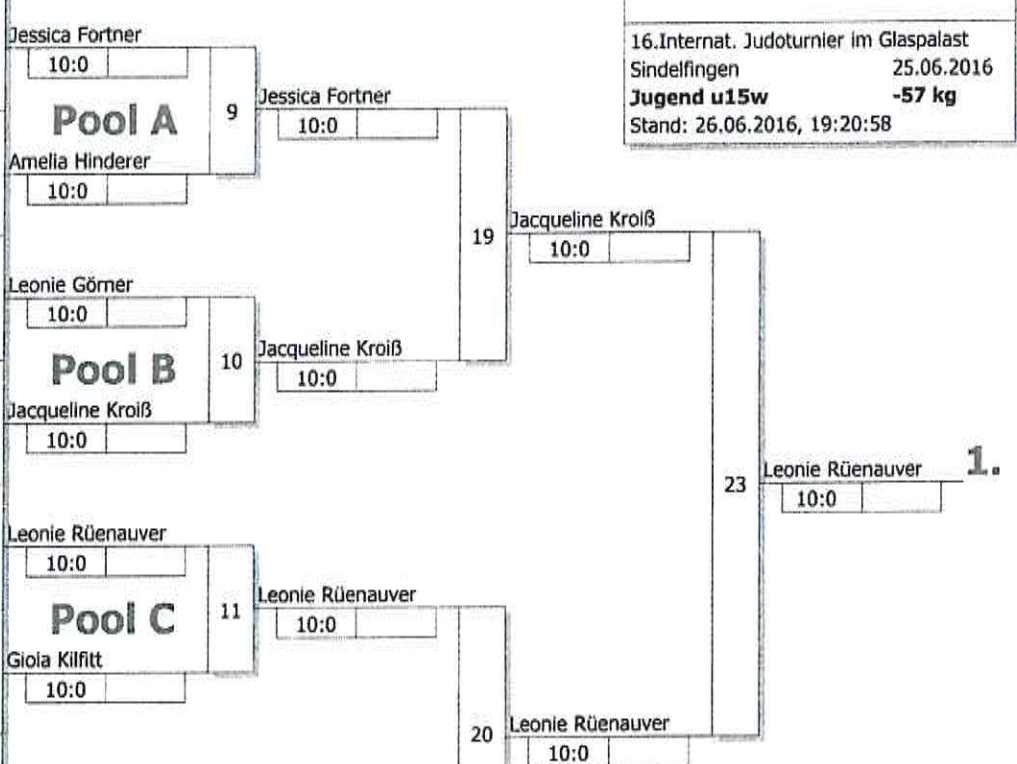 16.Internat. Judoturnier im Glaspalast
Sindelfingen 25.06.2016
Jugend u15w -57 kg
Stand: 26.06.2016, 19:20:58
Jessica Fortner
10:0
Pool A
9
Amelia Hinderer
10:0
Jessica Fortner
10:0
Leonie Görner
10:0
Pool B
10
Jacqueline Kroiß
10:0
Jacqueline Kroiß
10:0
19
Jacqueline Kroiß
10:0
Leonie Rüenauver
10:0
Pool C
11
Gioia Kilfitt
10:0
Leonie Rüenauver
10:0
20
Leonie Rüenauver
10:0
23
Leonie Rüenauver
10:0
1.